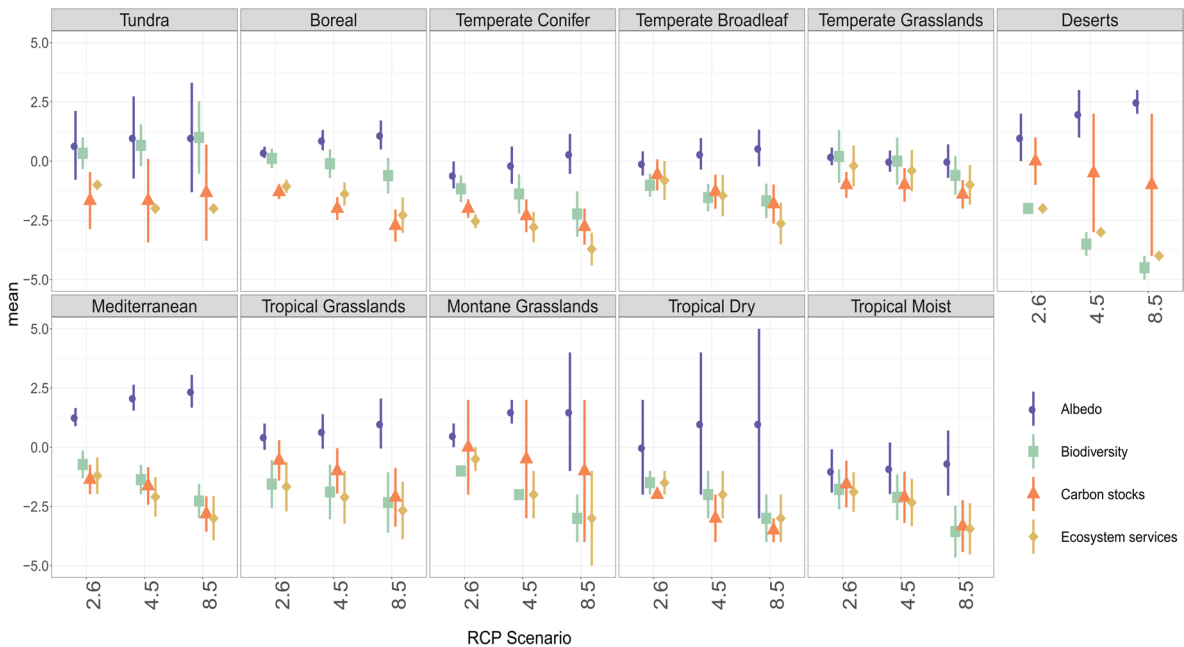 Tundra Boreal Temperate Conifer Temperate Broadleaf Temperate Grasslands Deserts
5.0
2.5
0.0
−2.5
−5.0
2.6 4.5 8.5
Mediterranean Tropical Grasslands Montane Grasslands Tropical Dry Tropical Moist
mean
5.0
2.5
0.0
−2.5
−5.0
Albedo
Biodiversity
Carbon stocks
Ecosystem services
2.6 4.5 8.5 2.6 4.5 8.5 2.6 4.5 8.5 2.6 4.5 8.5 2.6 4.5 8.5
RCP Scenario